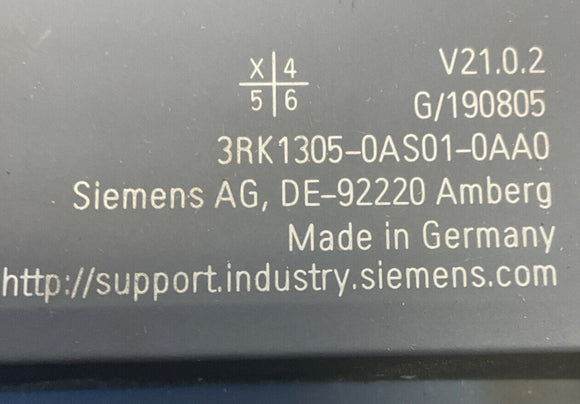 X|4 V21.0.2
5|6 G/190805
3RK1305-0AS01-0AA0
Siemens AG, DE-92220 Amberg
Made in Germany
http://support.industry.siemens.com